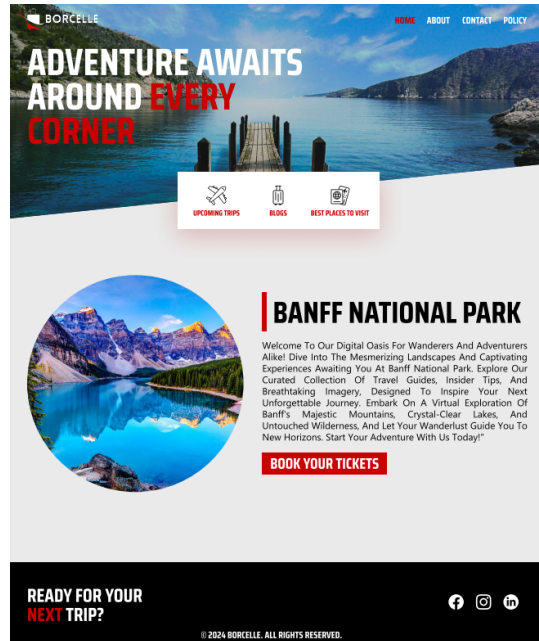 BORCELLE
HOME ABOUT CONTACT POLICY
ADVENTURE AWAITS
AROUND EVERY
CORNER
UPCOMING TRIPS BLOGS BEST PLACES TO VISIT
BANFF NATIONAL PARK
Welcome To Our Digital Oasis For Wanderers And Adventurers
Alike! Dive Into The Mesmerizing Landscapes And Captivating
Experiences Awaiting You At Banff National Park. Explore Our
Curated Collection Of Travel Guides, Insider Tips, And
Breathtaking Imagery, Designed To Inspire Your Next
Unforgettable Journey. Embark On A Virtual Exploration Of
Banff's Majestic Mountains, Crystal-Clear Lakes, And
Untouched Wilderness, And Let Your Wanderlust Guide You To
New Horizons. Start Your Adventure With Us Today!"
BOOK YOUR TICKETS
READY FOR YOUR
NEXT TRIP?
© 2024 BORCELLE. ALL RIGHTS RESERVED.